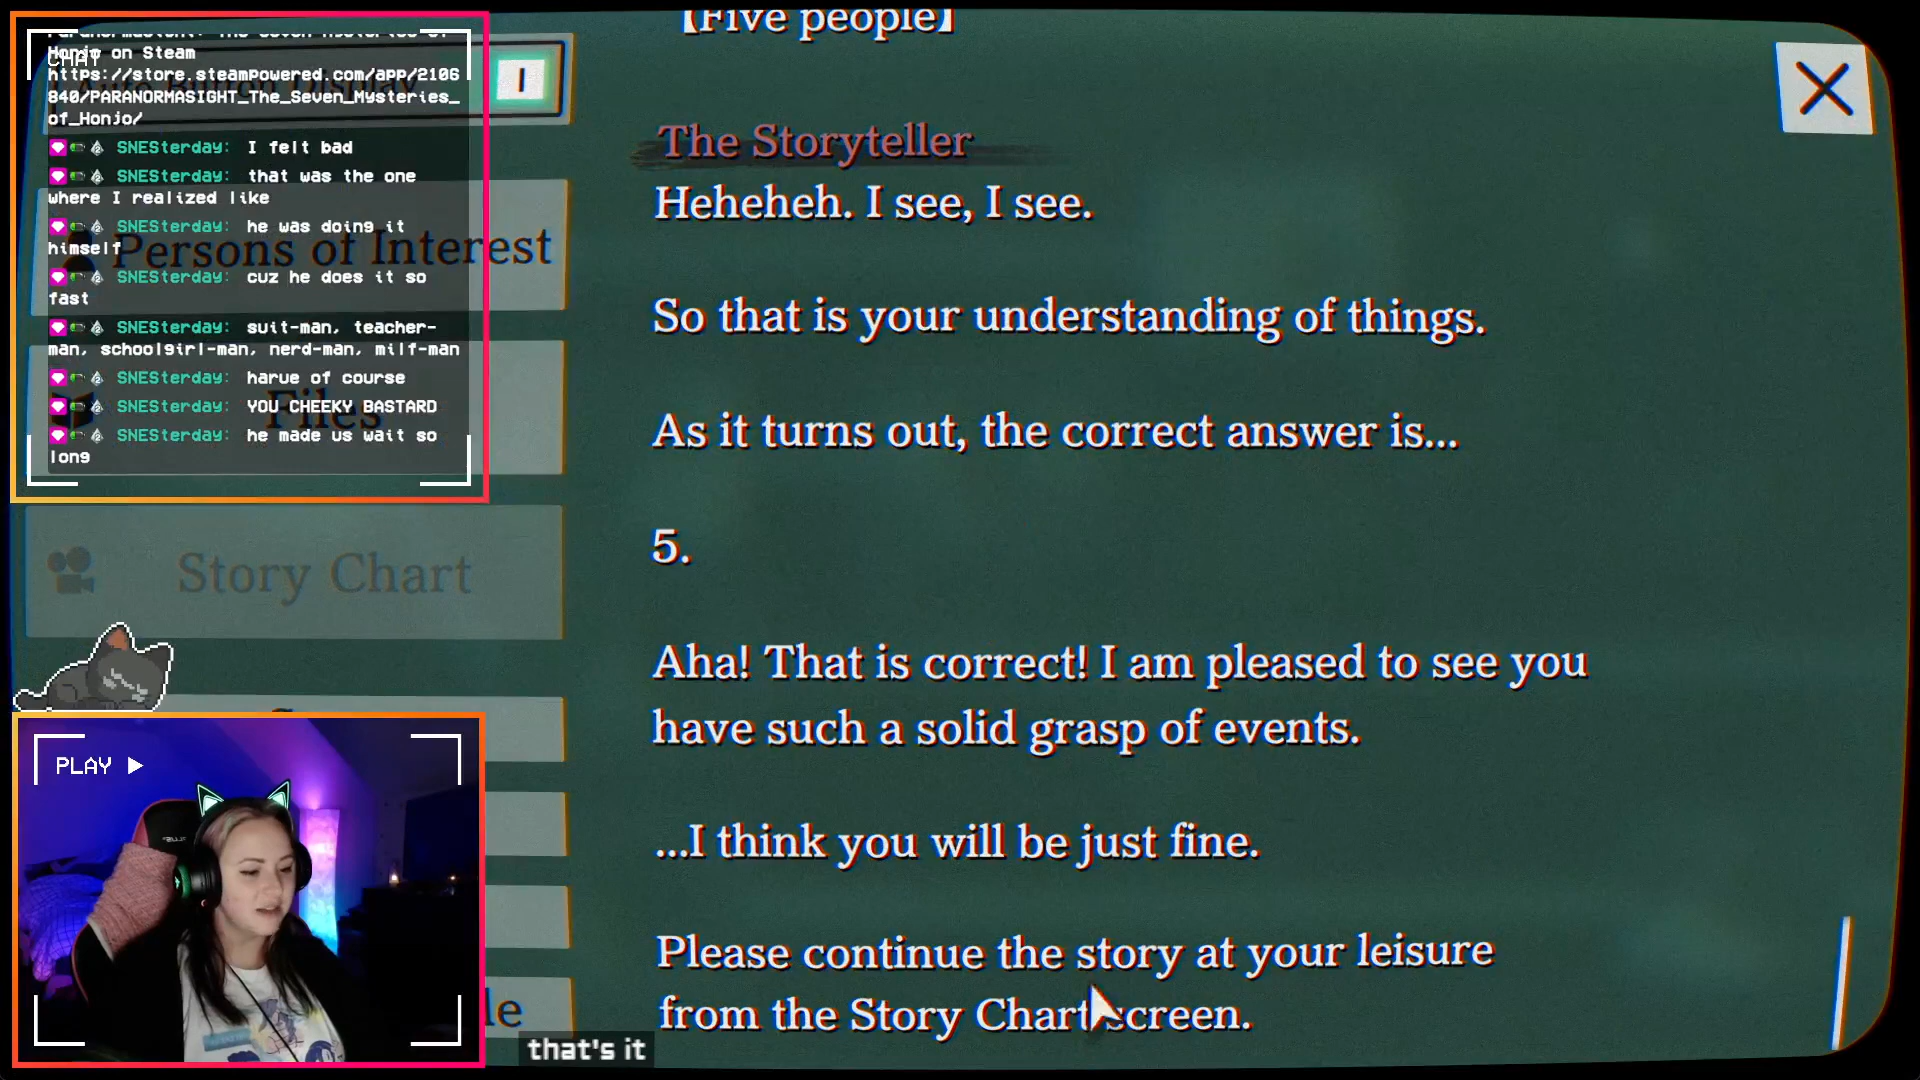 Honjo on Steam
CHAT
https://store.steampowered.com/app/2106
840/PARANORMASIGHT_The_Seven_Mysteries_
of_Honjo/
SNESterday: I felt bad
SNESterday: that was the one
where I realized like
SNESterday: he was doing it
himself
SNESterday: cuz he does it so
fast
SNESterday: suit-man, teacher-
man, schoolgirl-man, nerd-man, milf-man
SNESterday: harue of course
SNESterday: YOU CHEEKY BASTARD
SNESterday: he made us wait so
long
Button Display
I
Persons of Interest
Files
Story Chart
PLAY
【Five people】
The Storyteller
Heheheh. I see, I see.
So that is your understanding of things.
As it turns out, the correct answer is...
5.
Aha! That is correct! I am pleased to see you
have such a solid grasp of events.
...I think you will be just fine.
Please continue the story at your leisure
from the Story Chart screen.
that's it